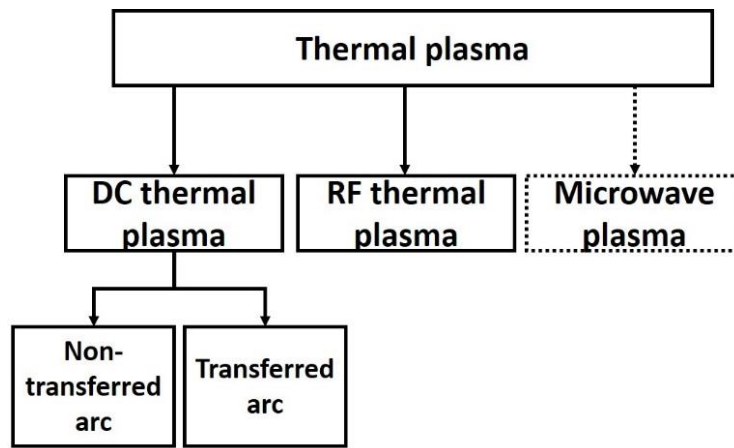 Thermal plasma
DC thermal
plasma
RF thermal
plasma
Microwave
plasma
Non-
transferred
arc
Transferred
arc